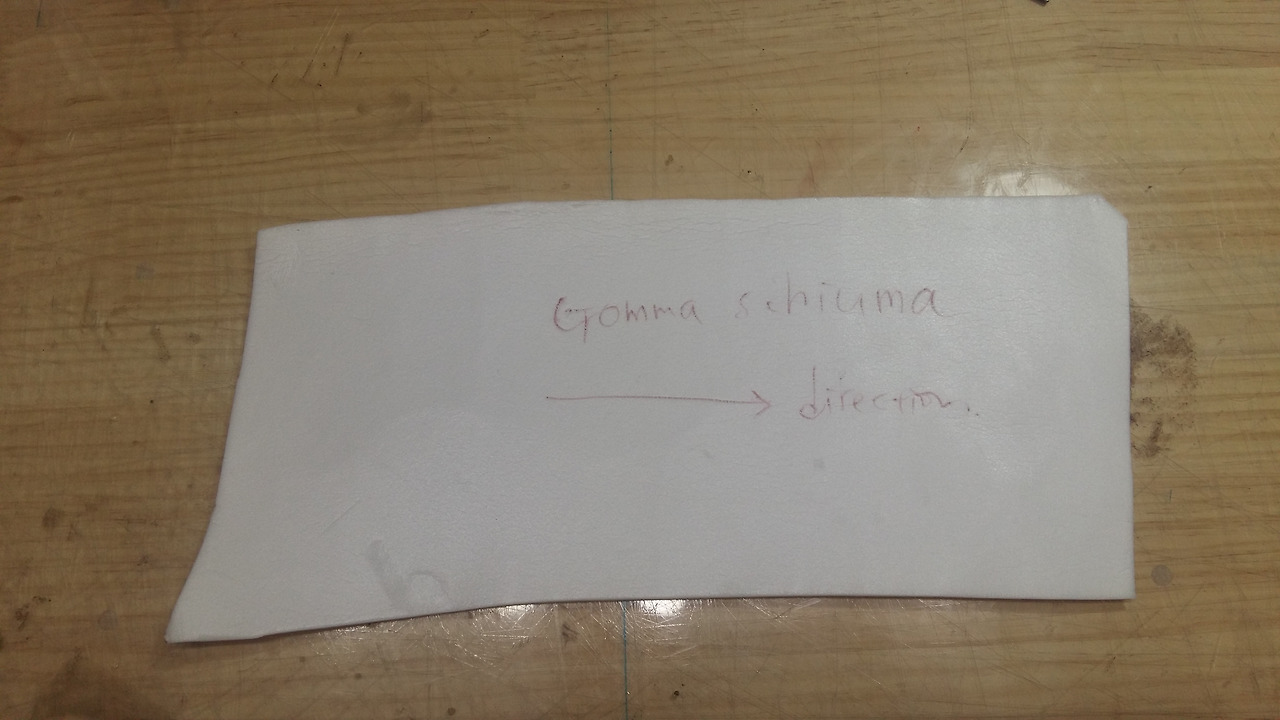 Gomma schiuma
→ direction.